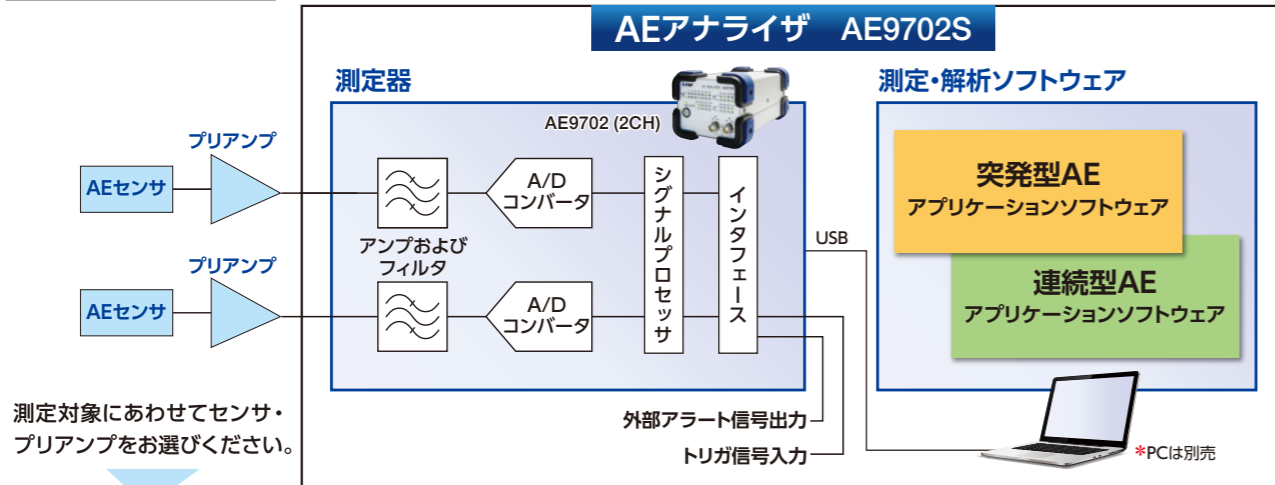 AEアナライザ AE9702S
測定器
AE9702 (2CH)
プリアンプ
AEセンサ
アンプおよび
フィルタ
A/D
コンバータ
シグナルプロセッサ
インタフェース
プリアンプ
AEセンサ
A/D
コンバータ
USB
外部アラート信号出力
トリガ信号入力
測定・解析ソフトウェア
突発型AE
アプリケーションソフトウェア
連続型AE
アプリケーションソフトウェア
*PCは別売
測定対象にあわせてセンサ・
プリアンプをお選びください。